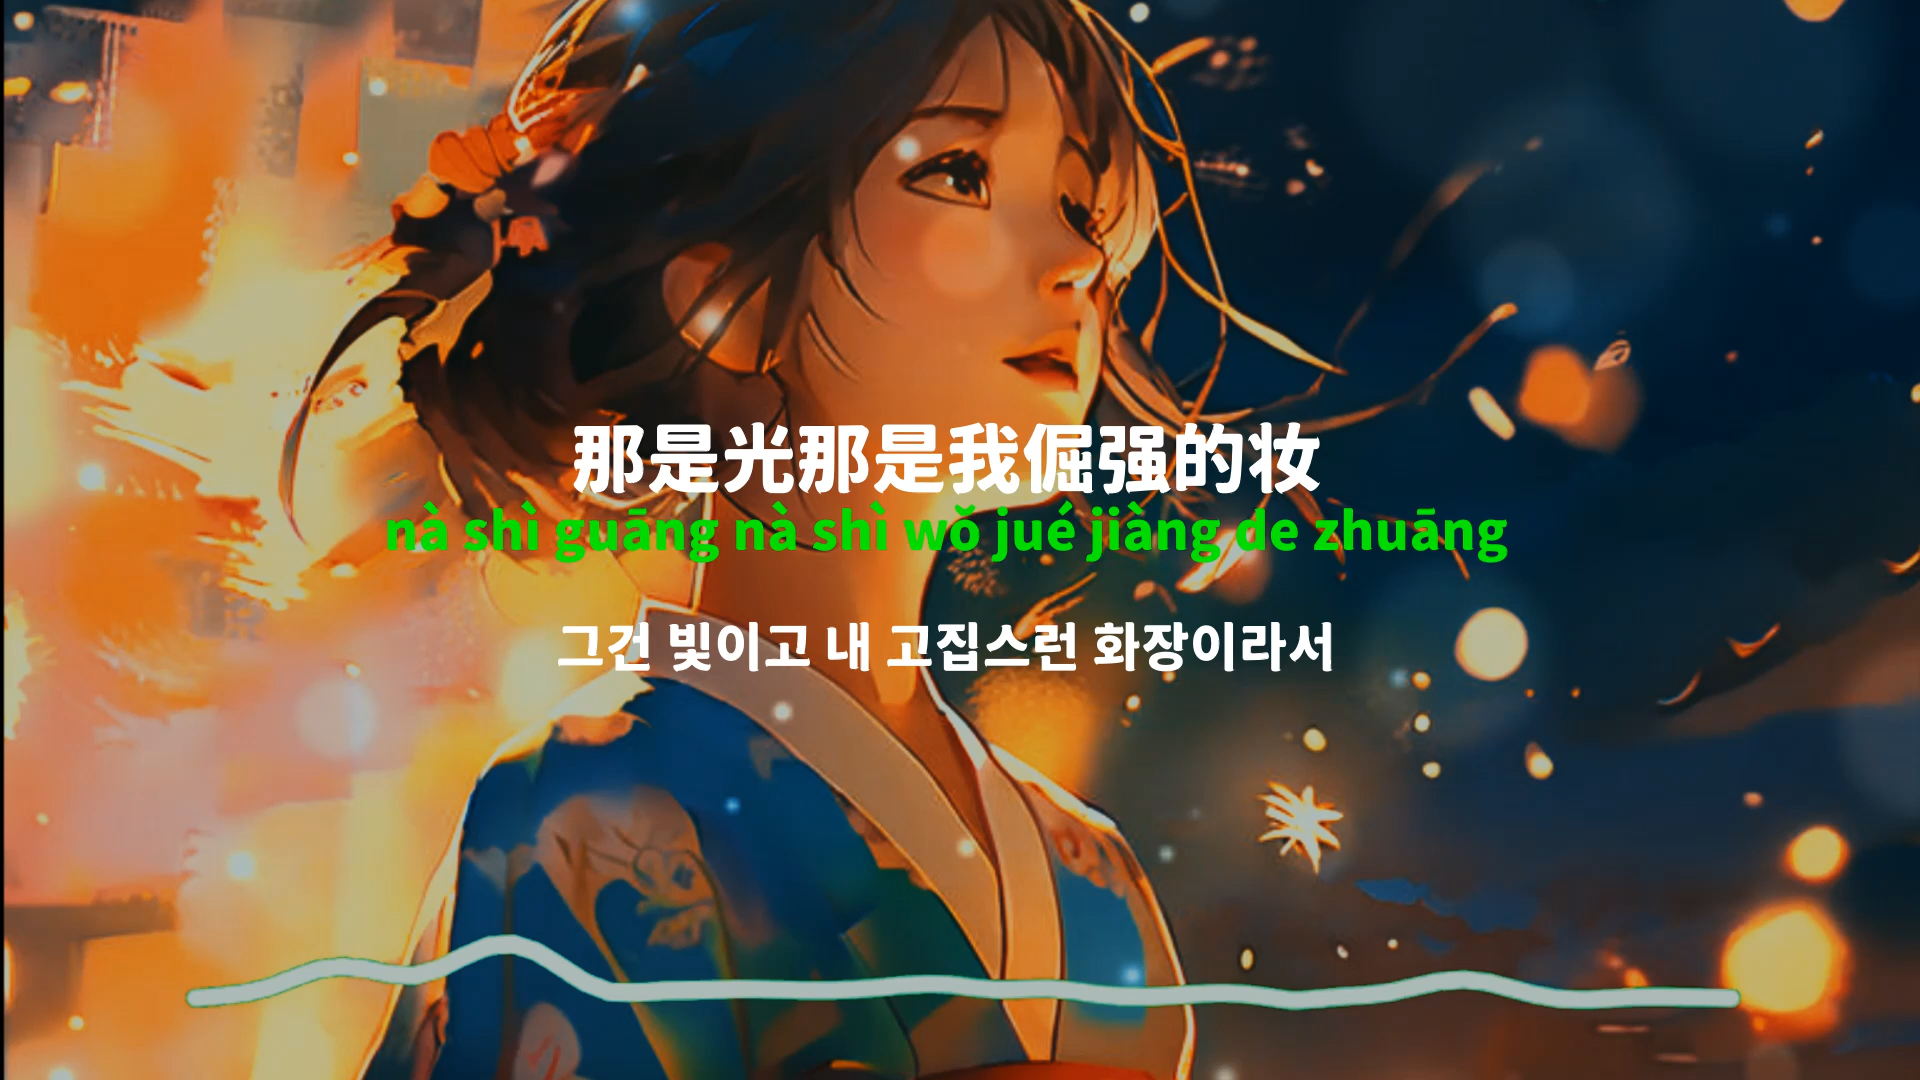 那是光那是我倔强的妆
nà shì guāng nà shì wǒ jué jiàng de zhuāng
그건 빛이고 내 고집스런 화장이라서